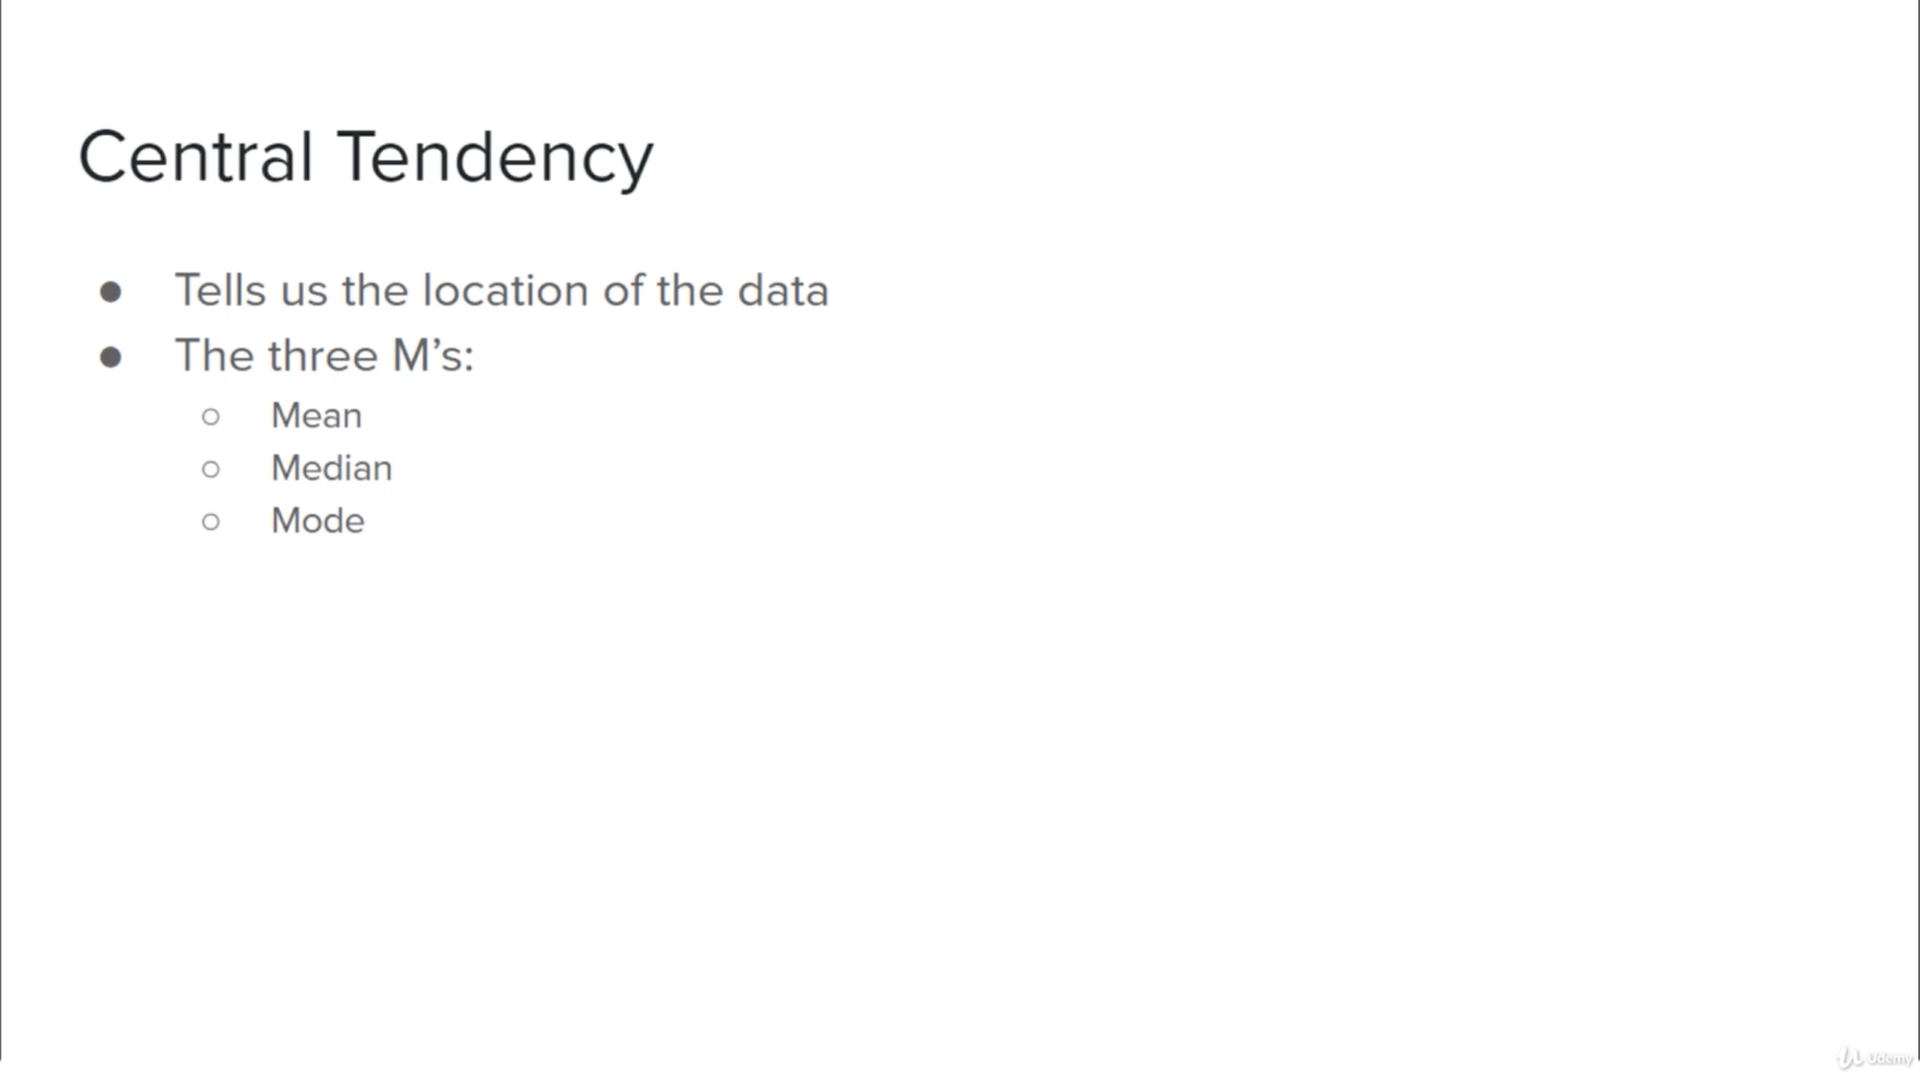 Central Tendency
● Tells us the location of the data
● The three M’s:
○ Mean
○ Median
○ Mode
Udemy